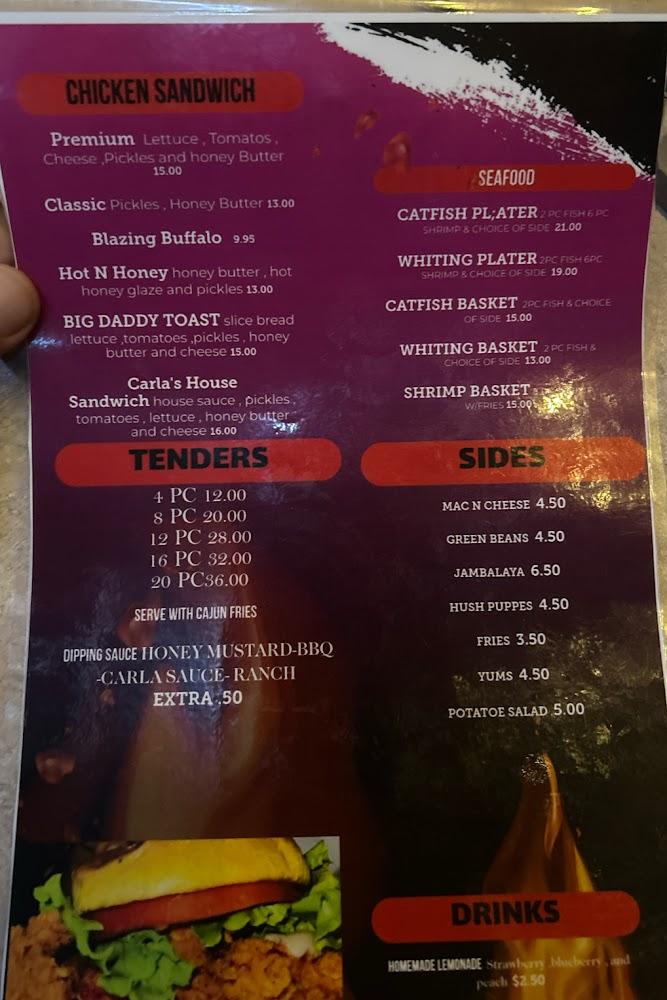 CHICKEN SANDWICH
Premium Lettuce , Tomatos ,
Cheese ,Pickles and honey Butter
15.00
Classic Pickles , Honey Butter 13.00
Blazing Buffalo 9.95
Hot N Honey honey butter , hot
honey glaze and pickles 13.00
BIG DADDY TOAST slice bread
lettuce ,tomatoes ,pickles , honey
butter and cheese 15.00
Carla's House
Sandwich house sauce , pickles ,
tomatoes , lettuce , honey butter
and cheese 16.00
TENDERS
4 PC 12.00
8 PC 20.00
12 PC 28.00
16 PC 32.00
20 PC36.00
SERVE WITH CAJUN FRIES
DIPPING SAUCE HONEY MUSTARD-BBQ
-CARLA SAUCE- RANCH
EXTRA .50
SEAFOOD
CATFISH PL;ATER 2 PC FISH 6 PC
SHRIMP & CHOICE OF SIDE 21.00
WHITING PLATER 2PC FISH 6PC
SHRIMP & CHOICE OF SIDE 19.00
CATFISH BASKET 2PC FISH & CHOICE
OF SIDE 15.00
WHITING BASKET 2 PC FISH &
CHOICE OF SIDE 13.00
SHRIMP BASKET
W/FRIES 15.00
SIDES
MAC N CHEESE 4.50
GREEN BEANS 4.50
JAMBALAYA 6.50
HUSH PUPPES 4.50
FRIES 3.50
YUMS 4.50
POTATOE SALAD 5.00
DRINKS
HOMEMADE LEMONADE Strawberry ,blueberry , and
peach $2.50